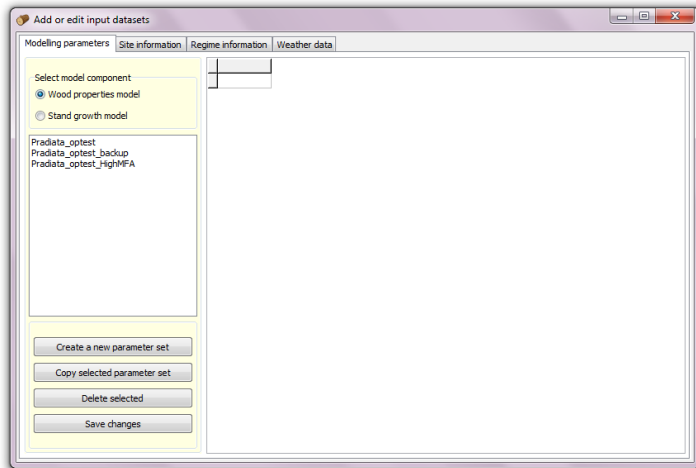 Add or edit input datasets
Modelling parameters Site information Regime information Weather data
Select model component
Wood properties model
Stand growth model
Pradiata_optest
Pradiata_optest_backup
Pradiata_optest_HighMFA
Create a new parameter set
Copy selected parameter set
Delete selected
Save changes